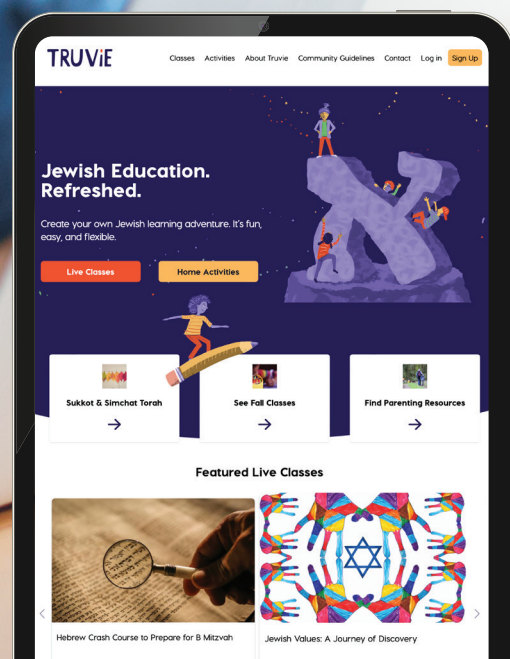 TRUViE
Classes Activities About Truvie Community Guidelines Contact Log in Sign Up
Jewish Education.
Refreshed.
Create your own Jewish learning adventure. It's fun,
easy, and flexible.
Live Classes Home Activities
א
Sukkot & Simchat Torah See Fall Classes Find Parenting Resources
Featured Live Classes
Hebrew Crash Course to Prepare for B Mitzvah Jewish Values: A Journey of Discovery